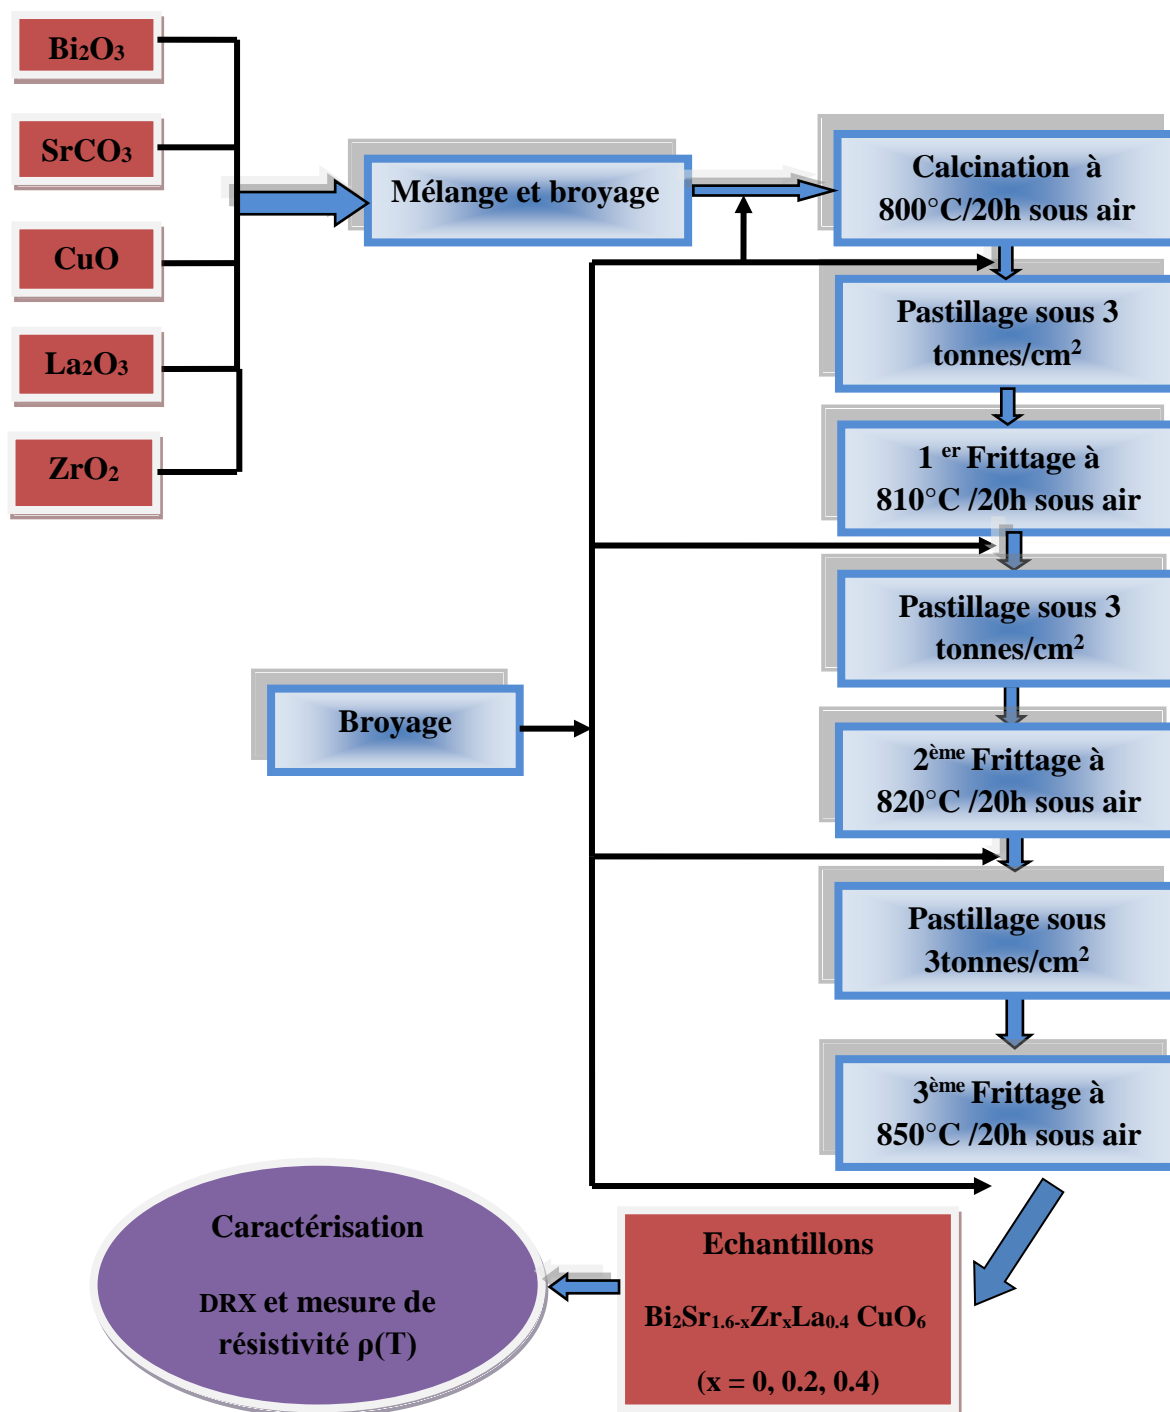 Bi₂O₃
SrCO₃
CuO
La₂O₃
ZrO₂
Mélange et broyage
Calcination à
800°C/20h sous air
Pastillage sous 3
tonnes/cm²
1 er Frittage à
810°C /20h sous air
Pastillage sous 3
tonnes/cm²
Broyage
2ème Frittage à
820°C /20h sous air
Pastillage sous
3tonnes/cm²
3ème Frittage à
850°C /20h sous air
Echantillons
Bi₂Sr₁.₆₋ₓZrₓLa₀.₄ CuO₆
(x = 0, 0.2, 0.4)
Caractérisation
DRX et mesure de
résistivité ρ(T)